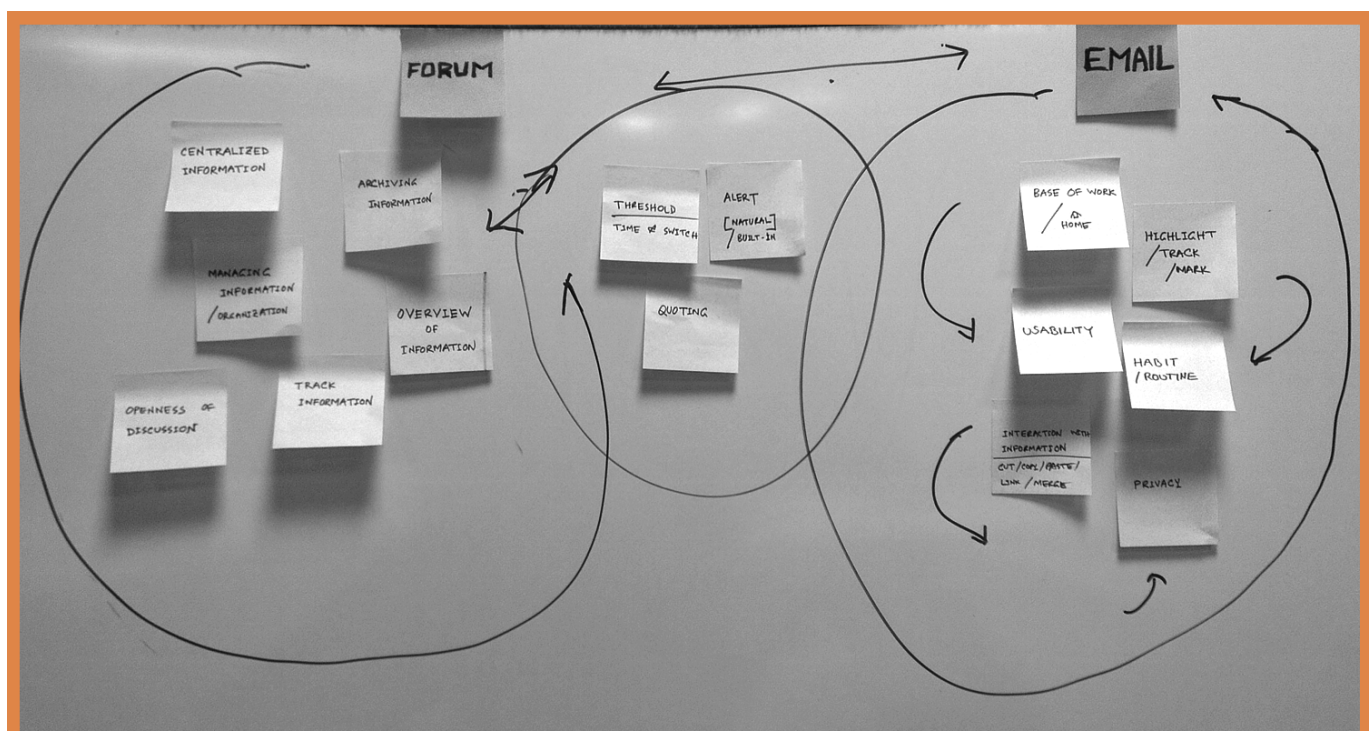 FORUM
CENTRALIZED
INFORMATION
ARCHIVING
INFORMATION
MANAGING
INFORMATION
/ORGANIZATION
OVERVIEW
OF
INFORMATION
TRACK
INFORMATION
OPENNESS OF
DISCUSSION
THRESHOLD
TIME & SWITCH
ALERT
[NATURAL]
/ BUILT-IN
QUOTING
EMAIL
BASE OF WORK
/ @
HOME
HIGHLIGHT
/TRACK
/MARK
USABILITY
HABIT
/ROUTINE
INTERACTION WITH
INFORMATION
CUT/COPY/PASTE/
LINK/MERGE
PRIVACY